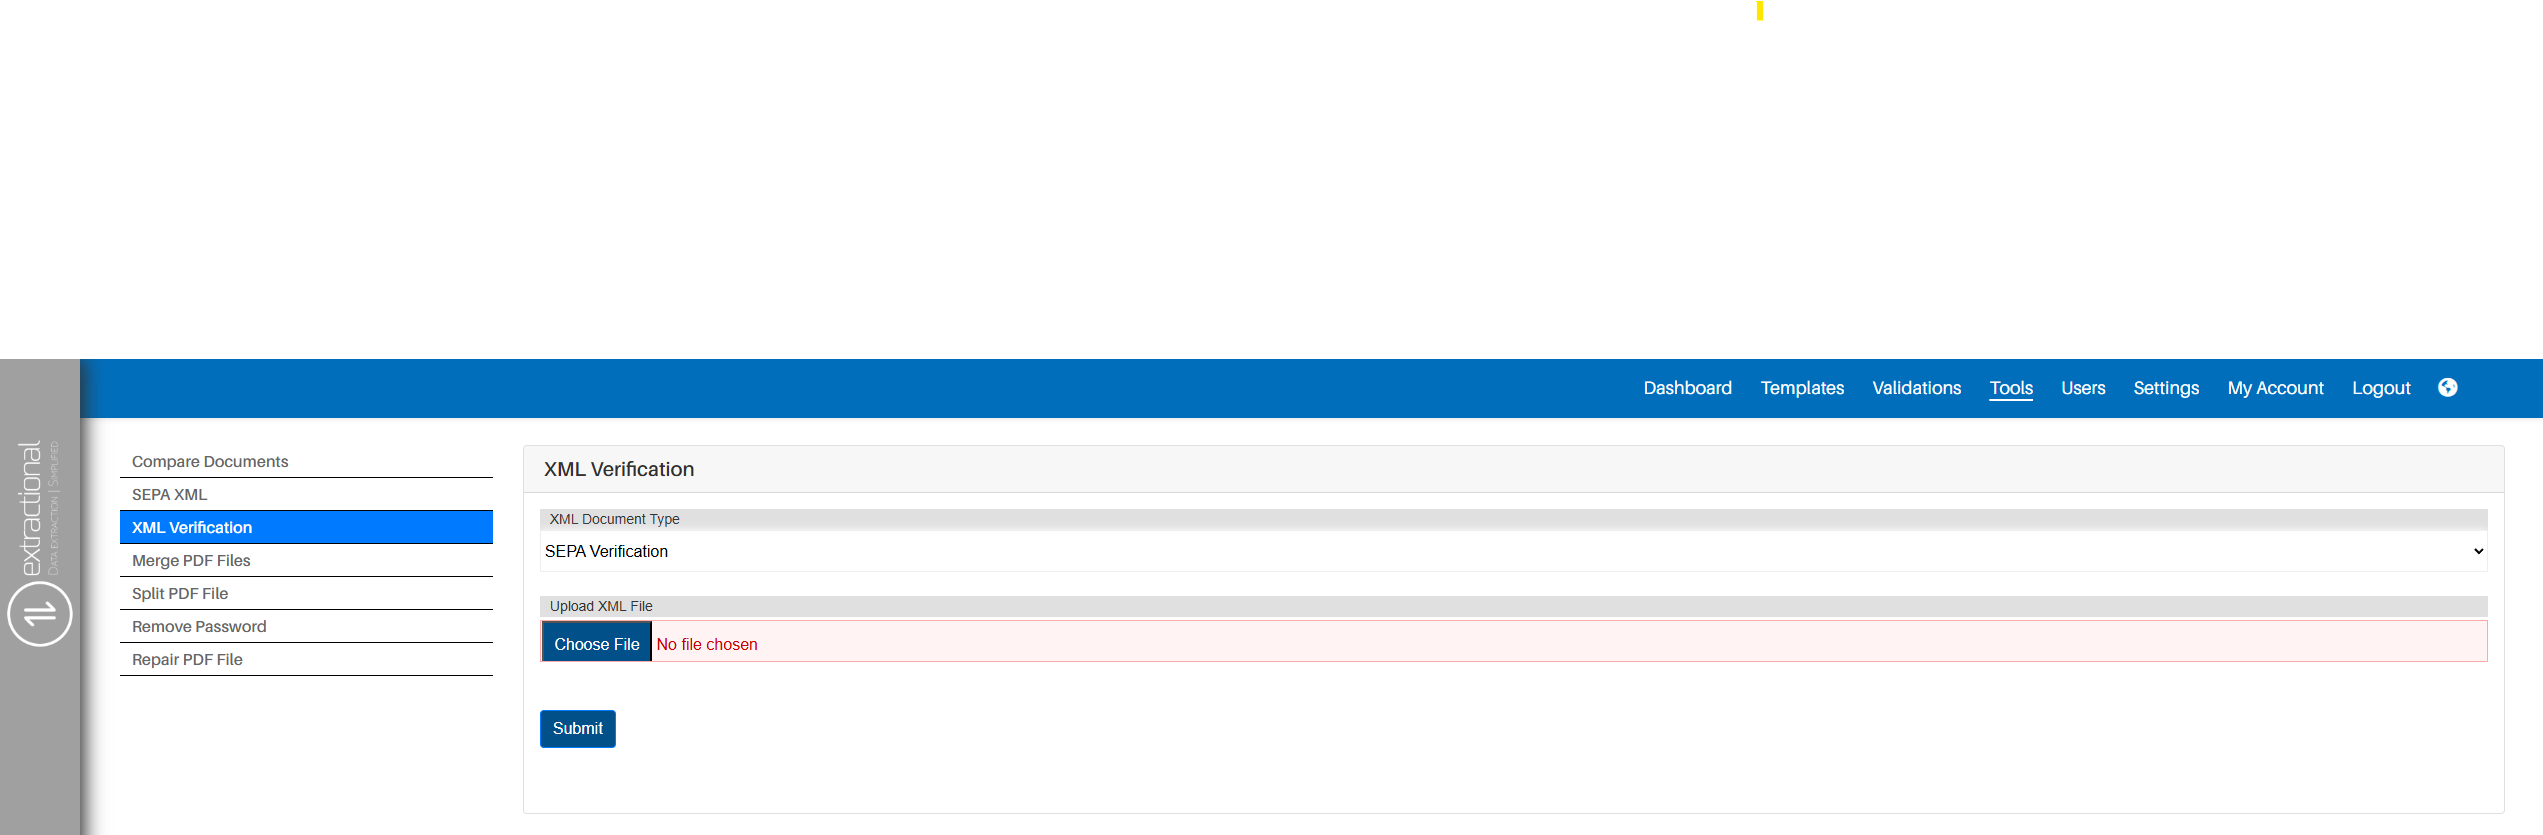 Dashboard Templates Validations Tools Users Settings My Account Logout
extractional
DATA EXTRACTION | SIMPLIFIED
Compare Documents
SEPA XML
XML Verification
Merge PDF Files
Split PDF File
Remove Password
Repair PDF File
XML Verification
XML Document Type
SEPA Verification
Upload XML File
Choose File No file chosen
Submit